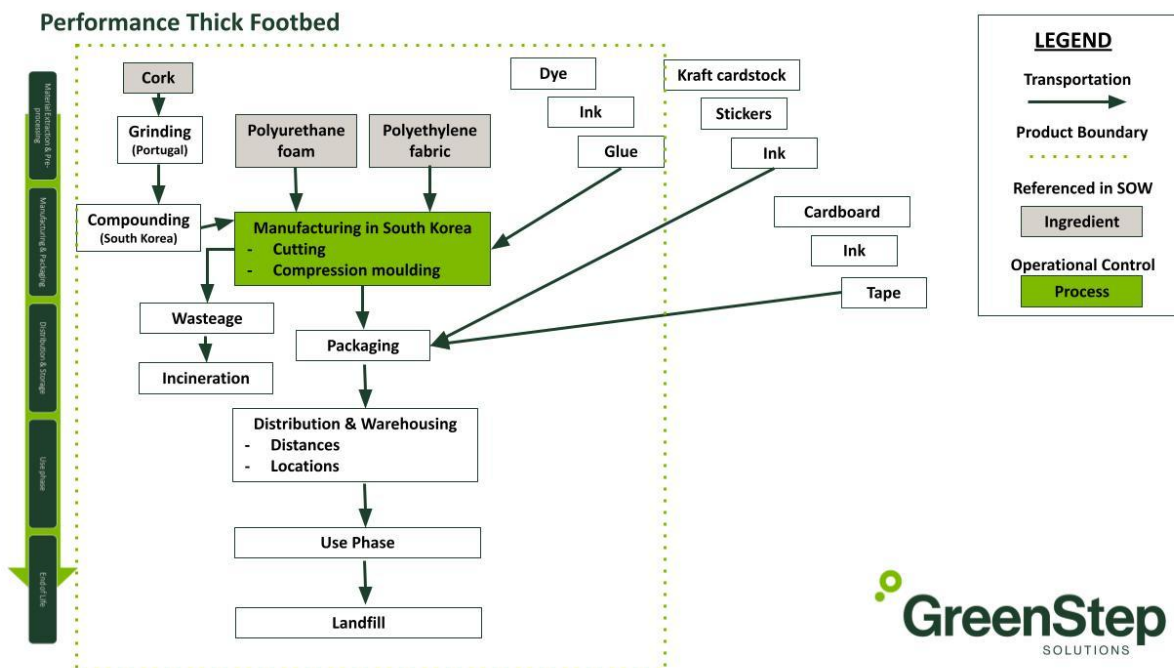 Performance Thick Footbed
Material Extraction & Pre-
processing
Manufacturing & Packaging
Distribution & Storage
Use phase
End of Life
Cork
Grinding
(Portugal)
Compounding
(South Korea)
Polyurethane
foam
Polyethylene
fabric
Dye
Ink
Glue
Kraft cardstock
Stickers
Ink
Cardboard
Ink
Tape
Manufacturing in South Korea
- Cutting
- Compression moulding
Wasteage
Incineration
Packaging
Distribution & Warehousing
- Distances
- Locations
Use Phase
Landfill
LEGEND
Transportation
Product Boundary
Referenced in SOW
Ingredient
Operational Control
Process
GreenStep
SOLUTIONS